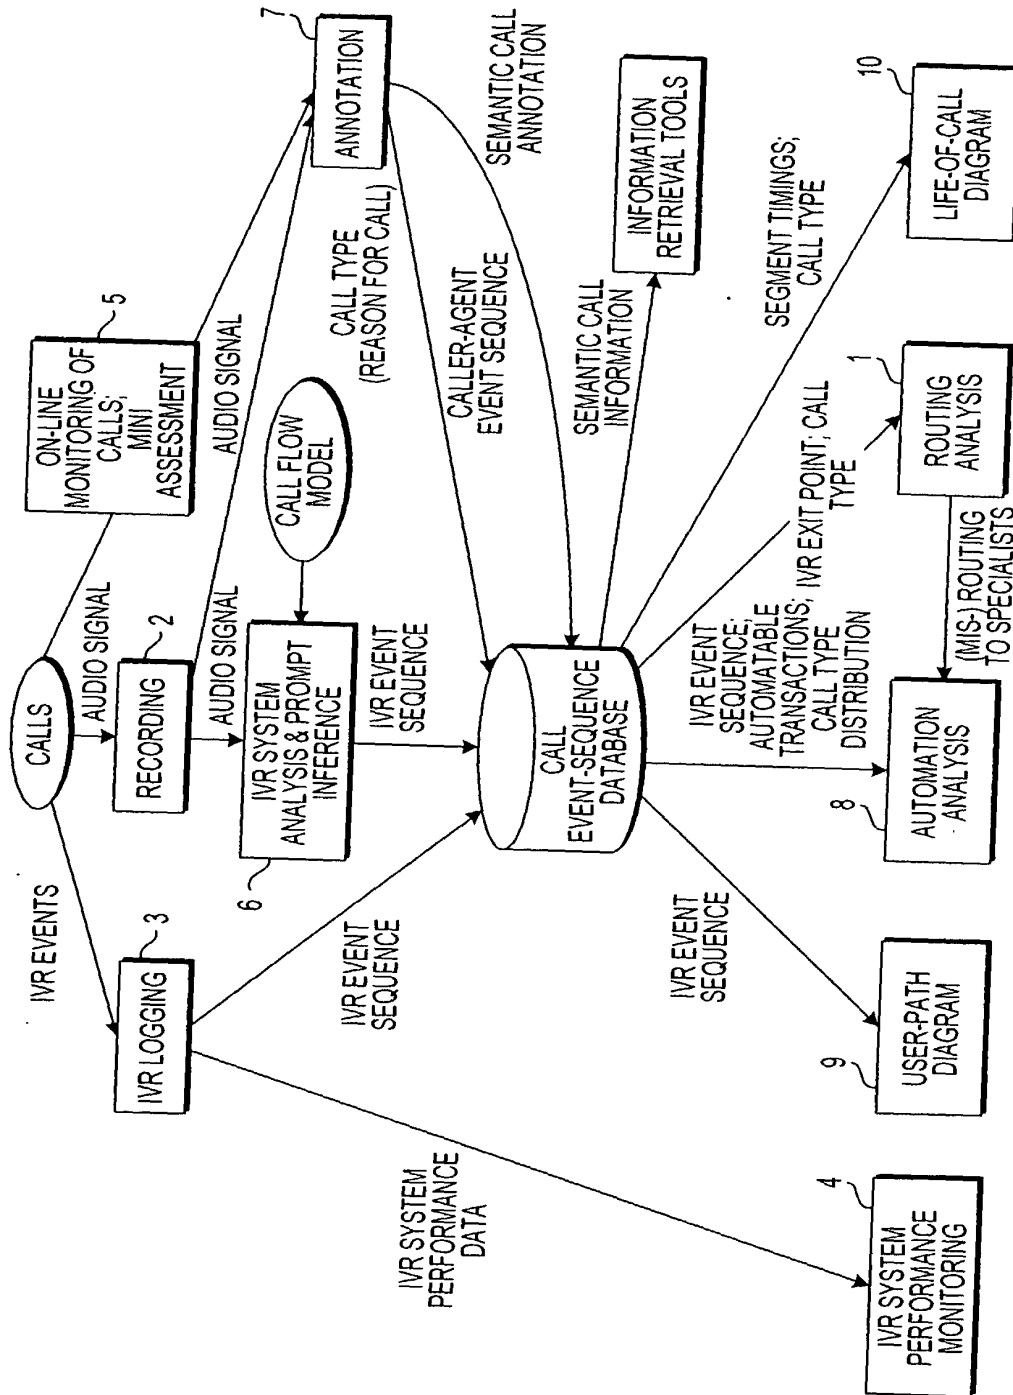 CALLS
IVR EVENTS
AUDIO SIGNAL
5
ON-LINE
MONITORING OF
CALLS;
MINI
ASSESSMENT
3
IVR LOGGING
2
RECORDING
AUDIO SIGNAL
AUDIO SIGNAL
7
ANNOTATION
CALL FLOW
MODEL
6
IVR SYSTEM
ANALYSIS & PROMPT
INFERENCE
CALL TYPE
(REASON FOR CALL)
IVR EVENT
SEQUENCE
IVR EVENT
SEQUENCE
CALLER-AGENT
EVENT SEQUENCE
SEMANTIC CALL
ANNOTATION
CALL
EVENT-SEQUENCE
DATABASE
SEMANTIC CALL
INFORMATION
INFORMATION
RETRIEVAL TOOLS
IVR SYSTEM
PERFORMANCE
DATA
IVR EVENT
SEQUENCE
IVR EVENT
SEQUENCE;
AUTOMATABLE
TRANSACTIONS;
CALL TYPE
DISTRIBUTION
IVR EXIT POINT; CALL
TYPE
SEGMENT TIMINGS;
CALL TYPE
4
IVR SYSTEM
PERFORMANCE
MONITORING
9
USER-PATH
DIAGRAM
8
AUTOMATION
ANALYSIS
(MIS-) ROUTING
TO SPECIALISTS
1
ROUTING
ANALYSIS
10
LIFE-OF-CALL
DIAGRAM